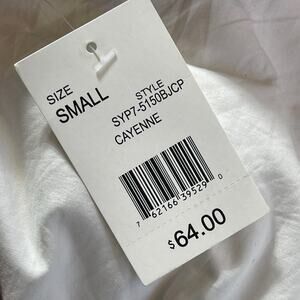 SIZE
SMALL
STYLE
SYP7-5150BJCP
CAYENNE
7 62166 39529 0
$64.00